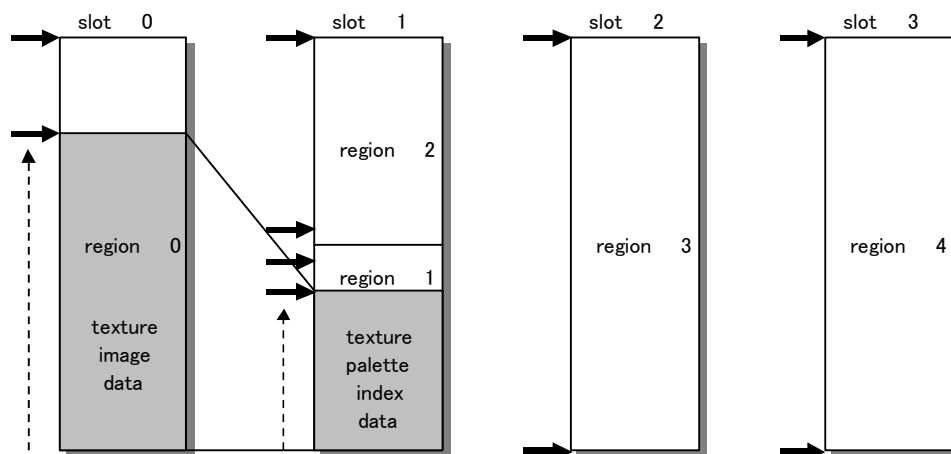 slot 0
slot 1
slot 2
slot 3
region 0
texture
image
data
region 2
region 1
texture
palette
index
data
region 3
region 4